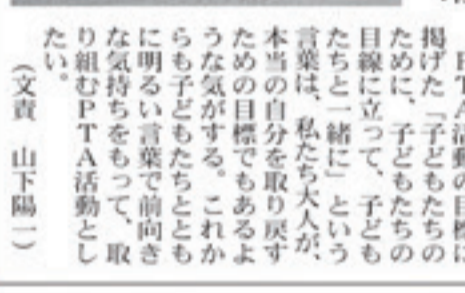 PTA活動の目標に
掲げた「子どもたちの
ために、子どもたちの
目線に立って、子ども
たちと一緒に」という
言葉は、私たち大人が、
本当の自分を取り戻す
ための目標でもあるよ
うな気がする。これか
らも子どもたちととも
に明るい言葉で前向き
な気持ちをもって、取
り組むPTA活動とし
たい。
(文責 山下陽一)